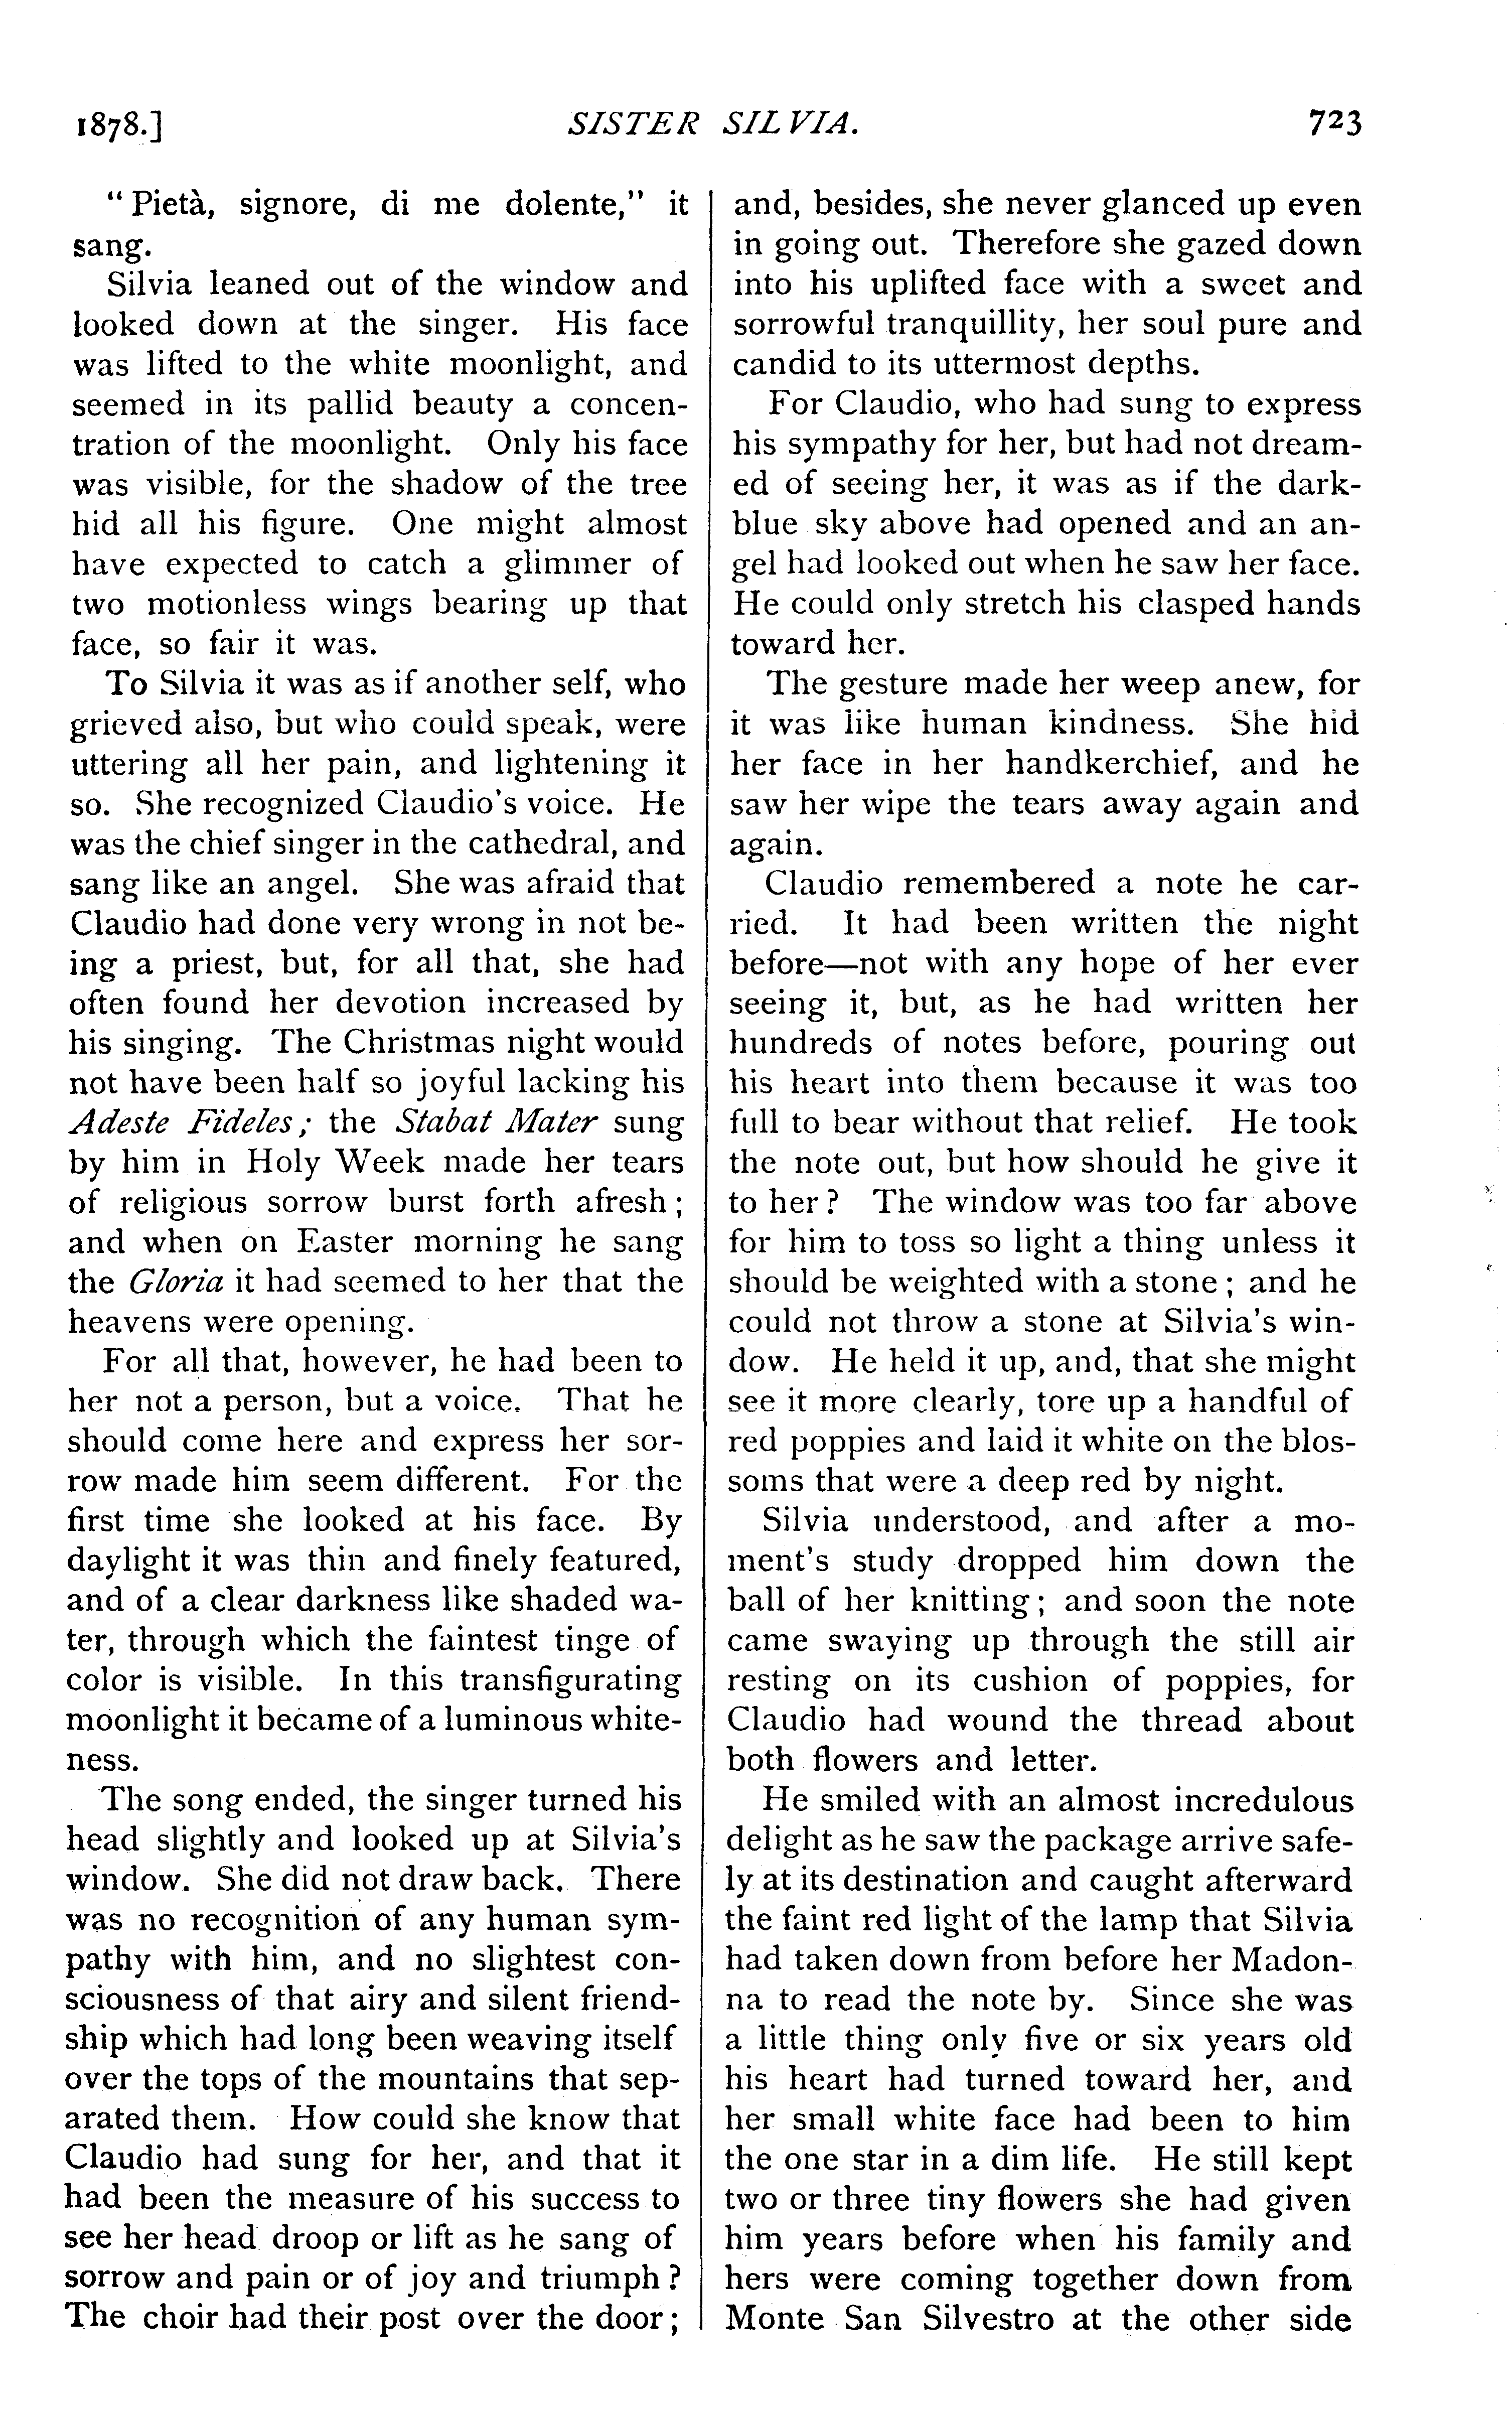 1878.] SISTER SILVIA. 723
"Pietà, signore, di me dolente," it
sang.
Silvia leaned out of the window and
looked down at the singer. His face
was lifted to the white moonlight, and
seemed in its pallid beauty a concen-
tration of the moonlight. Only his face
was visible, for the shadow of the tree
hid all his figure. One might almost
have expected to catch a glimmer of
two motionless wings bearing up that
face, so fair it was.
To Silvia it was as if another self, who
grieved also, but who could speak, were
uttering all her pain, and lightening it
so. She recognized Claudio's voice. He
was the chief singer in the cathedral, and
sang like an angel. She was afraid that
Claudio had done very wrong in not be-
ing a priest, but, for all that, she had
often found her devotion increased by
his singing. The Christmas night would
not have been half so joyful lacking his
Adeste Fideles; the Stabat Mater sung
by him in Holy Week made her tears
of religious sorrow burst forth afresh;
and when on Easter morning he sang
the Gloria it had seemed to her that the
heavens were opening.
For all that, however, he had been to
her not a person, but a voice. That he
should come here and express her sor-
row made him seem different. For the
first time she looked at his face. By
daylight it was thin and finely featured,
and of a clear darkness like shaded wa-
ter, through which the faintest tinge of
color is visible. In this transfigurating
moonlight it became of a luminous white-
ness.
The song ended, the singer turned his
head slightly and looked up at Silvia's
window. She did not draw back. There
was no recognition of any human sym-
pathy with him, and no slightest con-
sciousness of that airy and silent friend-
ship which had long been weaving itself
over the tops of the mountains that sep-
arated them. How could she know that
Claudio had sung for her, and that it
had been the measure of his success to
see her head droop or lift as he sang of
sorrow and pain or of joy and triumph?
The choir had their post over the door;
and, besides, she never glanced up even
in going out. Therefore she gazed down
into his uplifted face with a sweet and
sorrowful tranquillity, her soul pure and
candid to its uttermost depths.
For Claudio, who had sung to express
his sympathy for her, but had not dream-
ed of seeing her, it was as if the dark-
blue sky above had opened and an an-
gel had looked out when he saw her face.
He could only stretch his clasped hands
toward her.
The gesture made her weep anew, for
it was like human kindness. She hid
her face in her handkerchief, and he
saw her wipe the tears away again and
again.
Claudio remembered a note he car-
ried. It had been written the night
before—not with any hope of her ever
seeing it, but, as he had written her
hundreds of notes before, pouring out
his heart into them because it was too
full to bear without that relief. He took
the note out, but how should he give it
to her? The window was too far above
for him to toss so light a thing unless it
should be weighted with a stone; and he
could not throw a stone at Silvia's win-
dow. He held it up, and, that she might
see it more clearly, tore up a handful of
red poppies and laid it white on the blos-
soms that were a deep red by night.
Silvia understood, and after a mo-
ment's study dropped him down the
ball of her knitting; and soon the note
came swaying up through the still air
resting on its cushion of poppies, for
Claudio had wound the thread about
both flowers and letter.
He smiled with an almost incredulous
delight as he saw the package arrive safe-
ly at its destination and caught afterward
the faint red light of the lamp that Silvia
had taken down from before her Madon-
na to read the note by. Since she was
a little thing only five or six years old
his heart had turned toward her, and
her small white face had been to him
the one star in a dim life. He still kept
two or three tiny flowers she had given
him years before when his family and
hers were coming together down from
Monte San Silvestro at the other side